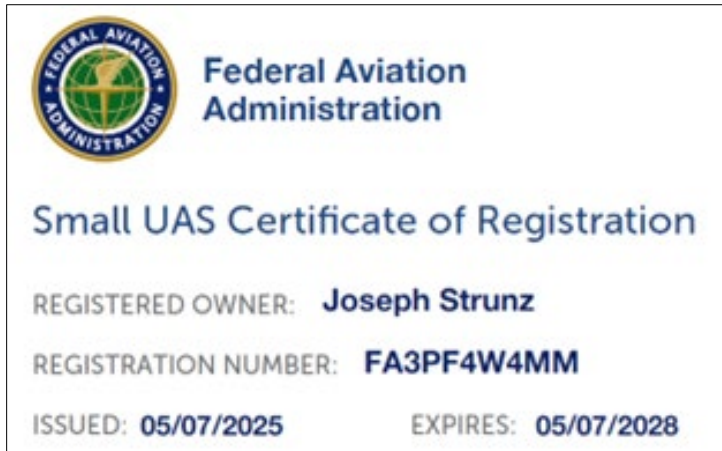 FEDERAL AVIATION
ADMINISTRATION
Federal Aviation
Administration
Small UAS Certificate of Registration
REGISTERED OWNER: Joseph Strunz
REGISTRATION NUMBER: FA3PF4W4MM
ISSUED: 05/07/2025 EXPIRES: 05/07/2028